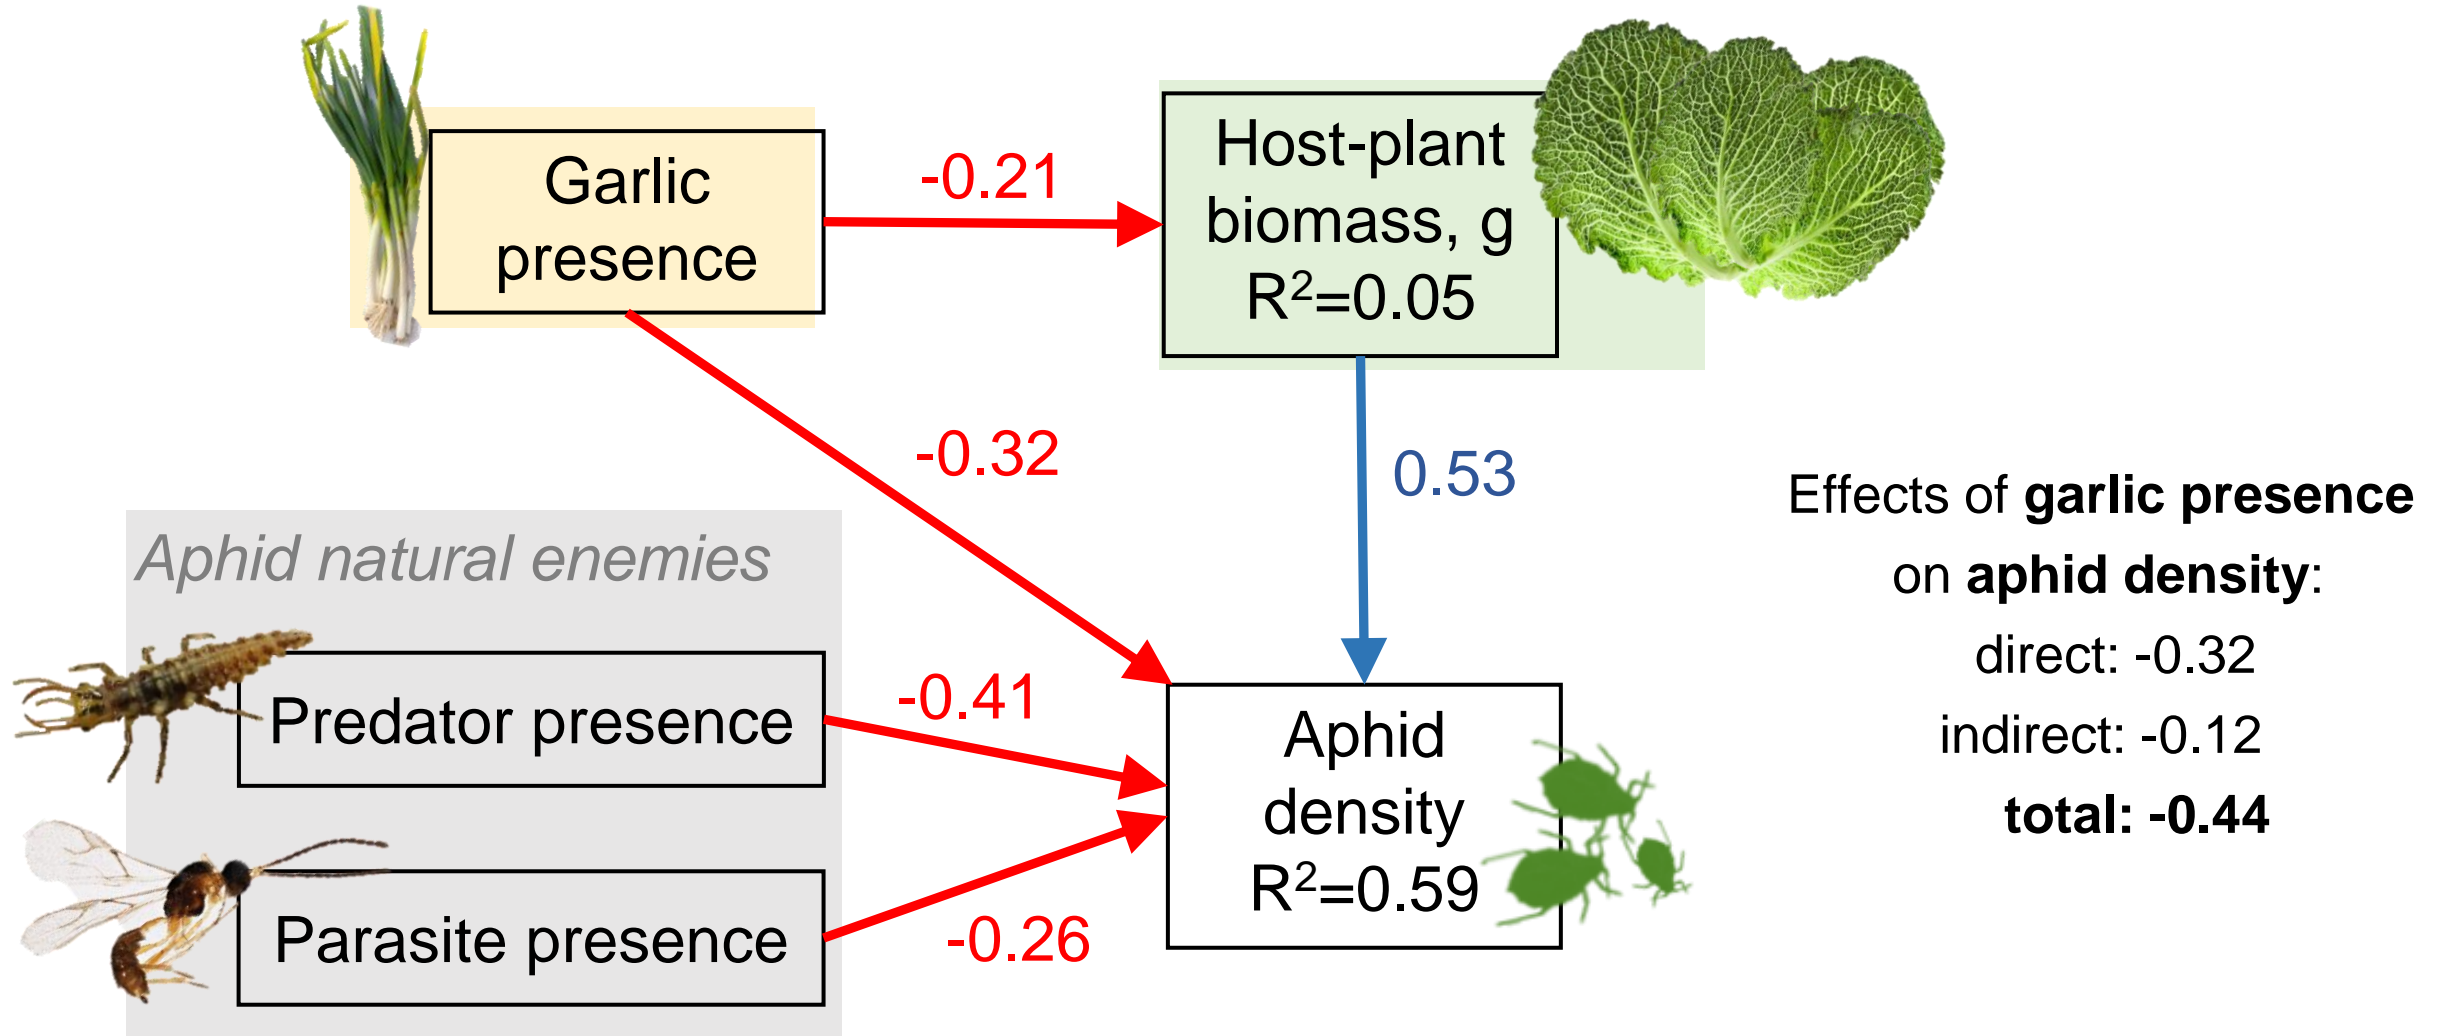 Garlic
presence
-0.21
Host-plant
biomass, g
R²=0.05
-0.32
0.53
Aphid natural enemies
Predator presence
-0.41
Parasite presence
-0.26
Aphid
density
R²=0.59
Effects of garlic presence
on aphid density:
direct: -0.32
indirect: -0.12
total: -0.44